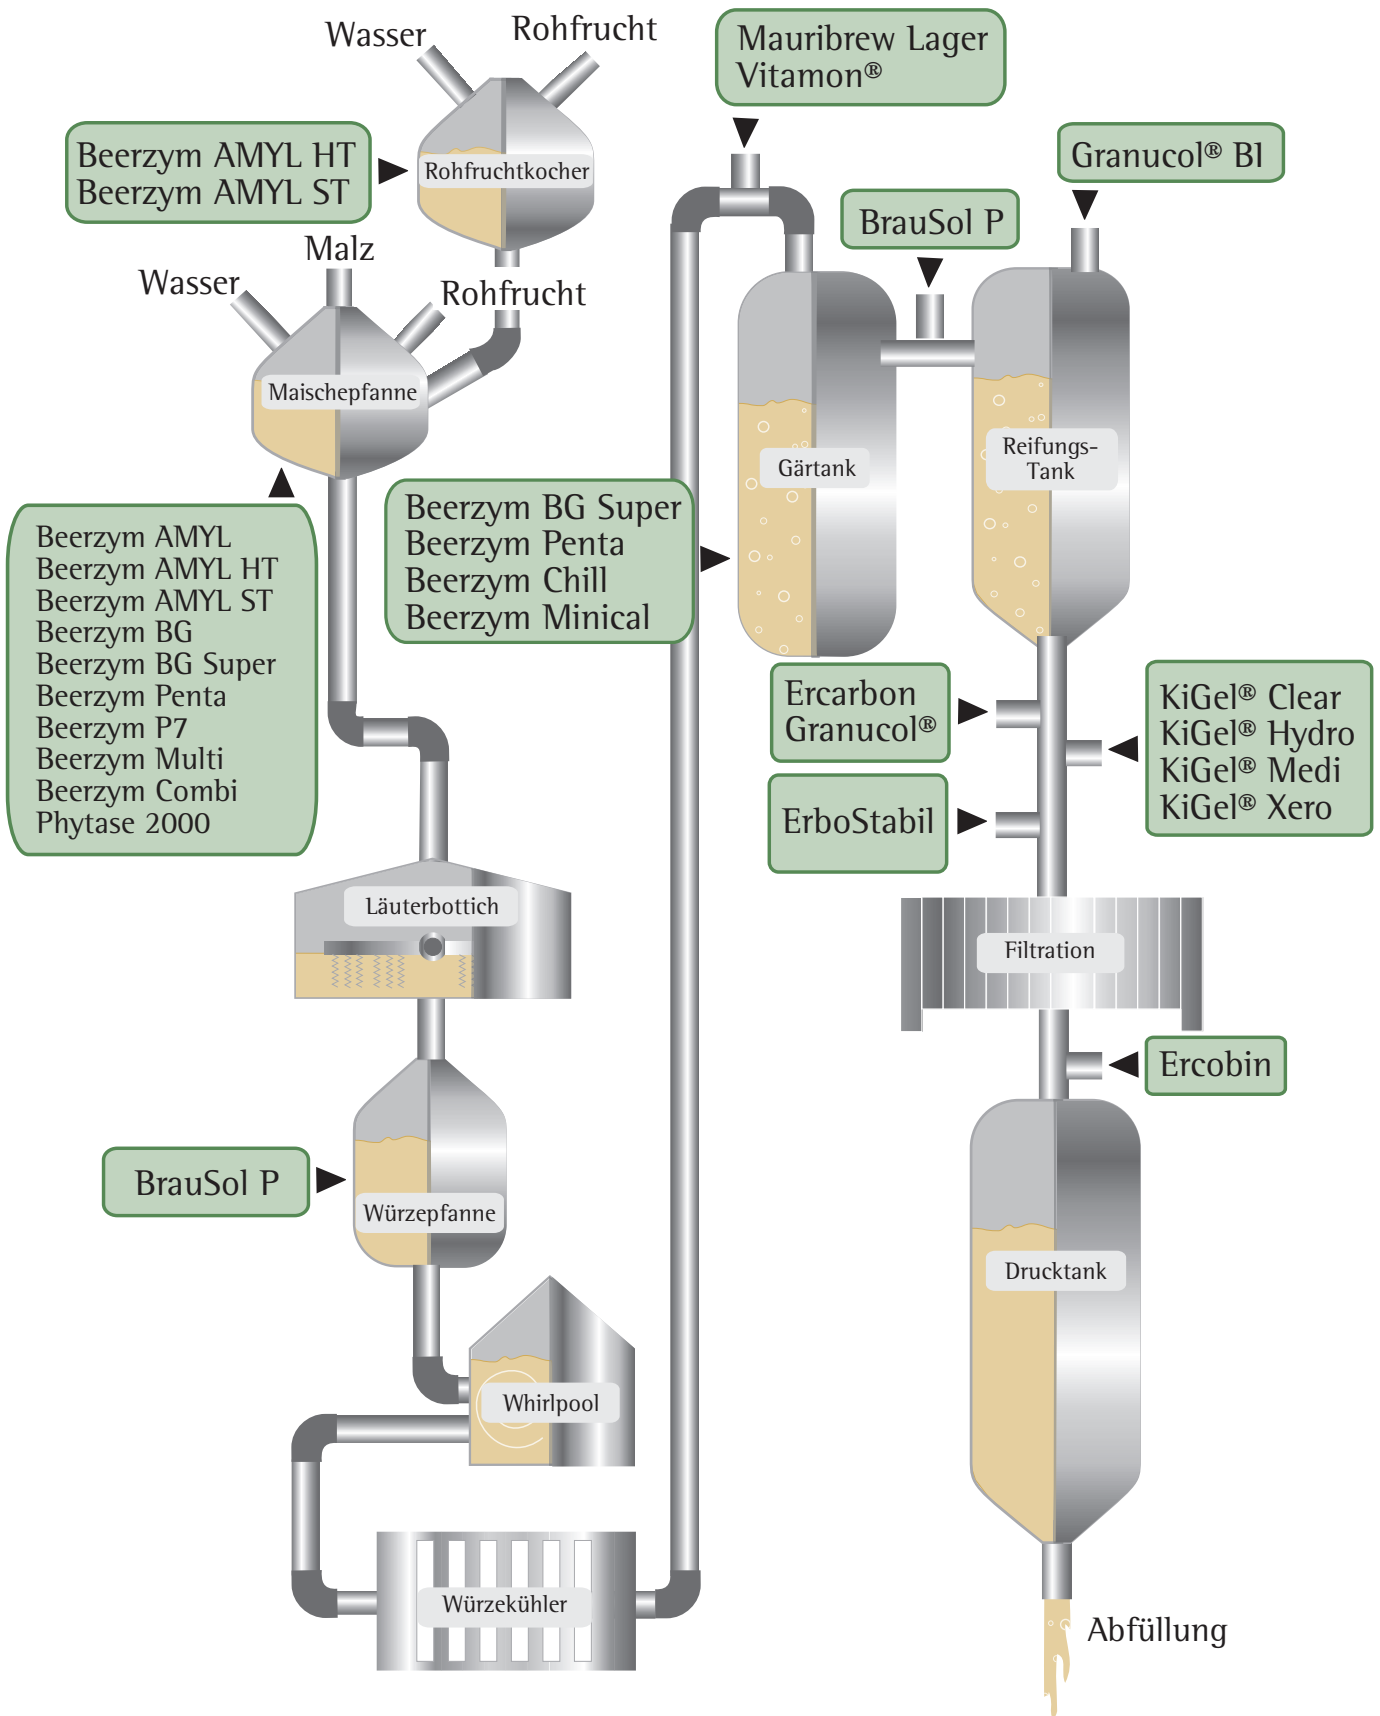 Wasser
Rohfrucht
Beerzym AMYL HT
Beerzym AMYL ST
Rohfruchtkocher
Malz
Wasser
Rohfrucht
Maischepfanne
Beerzym AMYL
Beerzym AMYL HT
Beerzym AMYL ST
Beerzym BG
Beerzym BG Super
Beerzym Penta
Beerzym P7
Beerzym Multi
Beerzym Combi
Phytase 2000
Läuterbottich
BrauSol P
Würzepfanne
Whirlpool
Würzekühler
Mauribrew Lager
Vitamon®
Beerzym BG Super
Beerzym Penta
Beerzym Chill
Beerzym Minical
Gärtank
BrauSol P
Granucol® BI
Reifungs-
Tank
Ercarbon
Granucol®
KiGel® Clear
KiGel® Hydro
KiGel® Medi
KiGel® Xero
ErboStabil
Filtration
Ercobin
Drucktank
Abfüllung